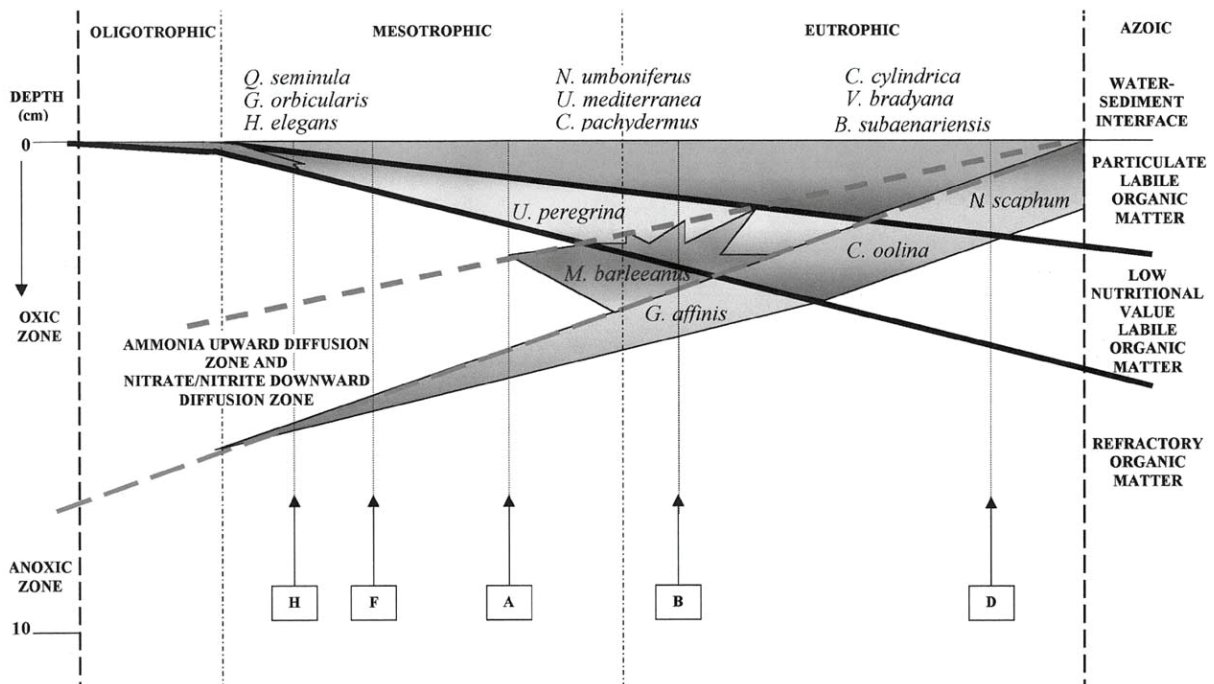 OLIGOTROPHIC
MESOTROPHIC
EUTROPHIC
AZOIC
DEPTH
(cm)
0
OXIC
ZONE
ANOXIC
ZONE
10
Q. seminula
G. orbicularis
H. elegans
N. umboniferus
U. mediterranea
C. pachydermus
C. cylindrica
V. bradyana
B. subaenariensis
WATER-
SEDIMENT
INTERFACE
PARTICULATE
LABILE
ORGANIC
MATTER
LOW
NUTRITIONAL
VALUE
LABILE
ORGANIC
MATTER
REFRACTORY
ORGANIC
MATTER
U. peregrina
N. scaphum
C. oolina
M. barleeanus
G. affinis
AMMONIA UPWARD DIFFUSION
ZONE AND
NITRATE/NITRITE DOWNWARD
DIFFUSION ZONE
H
F
A
B
D